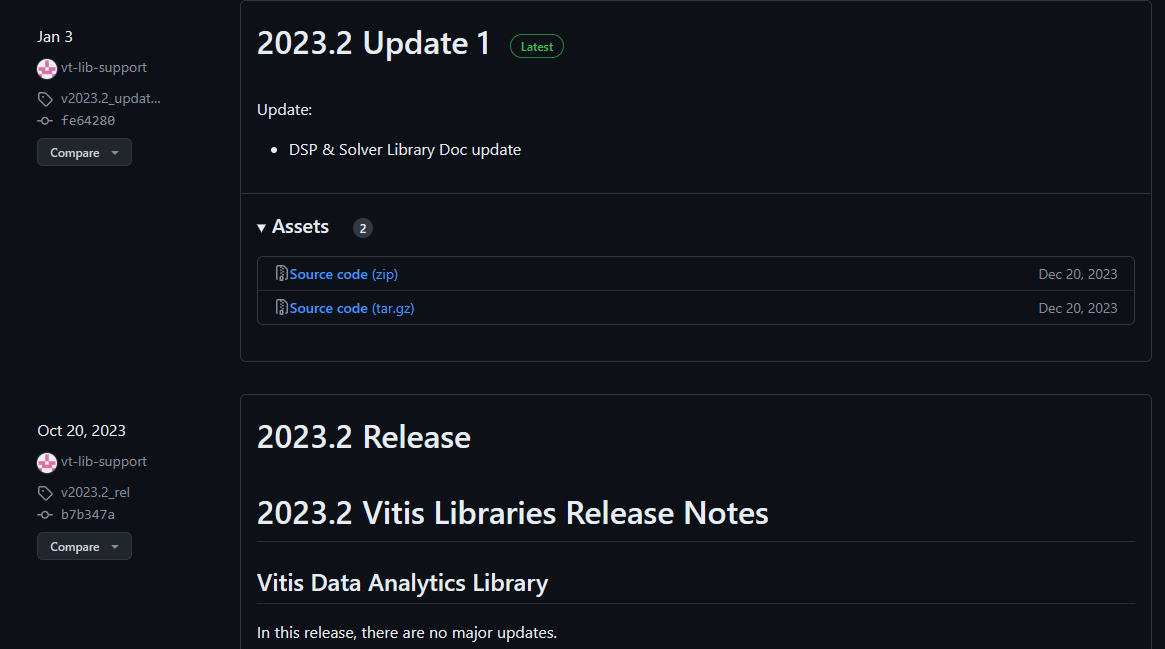 Jan 3
vt-lib-support
v2023.2_updat...
fe64280
Compare
2023.2 Update 1 Latest
Update:
• DSP & Solver Library Doc update
Assets 2
Source code (zip) Dec 20, 2023
Source code (tar.gz) Dec 20, 2023
Oct 20, 2023
vt-lib-support
v2023.2_rel
b7b347a
Compare
2023.2 Release
2023.2 Vitis Libraries Release Notes
Vitis Data Analytics Library
In this release, there are no major updates.